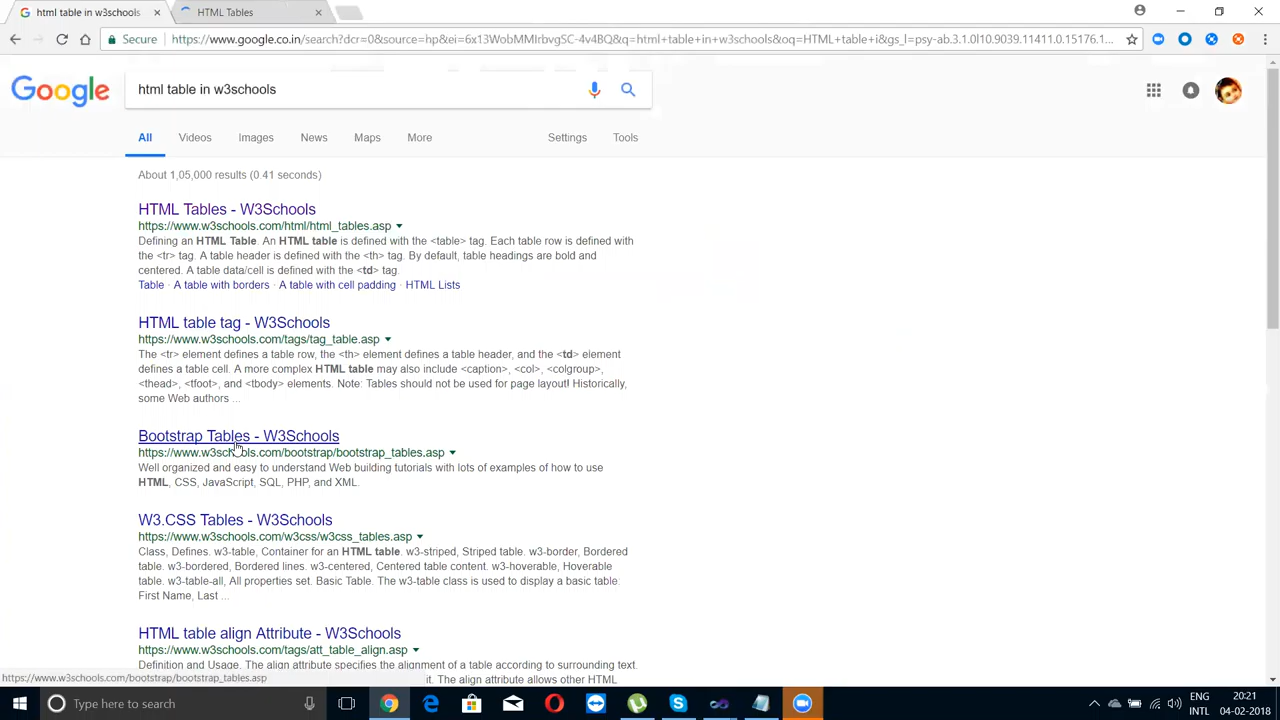 html table in w3schools
HTML Tables
Secure
https://www.google.co.in/search?dcr=0&source=hp&ei=6x13WobMMIrbvgSC-4v4BQ&q=html+table+in+w3schools&oq=HTML+table+i&gs_l=psy-ab.3.1.0l10.9039.11411.0.15176.1...
Google
html table in w3schools
All Videos Images News Maps More Settings Tools
About 1,05,000 results (0.41 seconds)
HTML Tables - W3Schools
https://www.w3schools.com/html/html_tables.asp
Defining an HTML Table. An HTML table is defined with the <table> tag. Each table row is defined with
the <tr> tag. A table header is defined with the <th> tag. By default, table headings are bold and
centered. A table data/cell is defined with the <td> tag.
Table · A table with borders · A table with cell padding · HTML Lists
HTML table tag - W3Schools
https://www.w3schools.com/tags/tag_table.asp
The <tr> element defines a table row, the <th> element defines a table header, and the <td> element
defines a table cell. A more complex HTML table may also include <caption>, <col>, <colgroup>,
<thead>, <tfoot>, and <tbody> elements. Note: Tables should not be used for page layout! Historically,
some Web authors ...
Bootstrap Tables - W3Schools
https://www.w3schools.com/bootstrap/bootstrap_tables.asp
Well organized and easy to understand Web building tutorials with lots of examples of how to use
HTML, CSS, JavaScript, SQL, PHP, and XML.
W3.CSS Tables - W3Schools
https://www.w3schools.com/w3css/w3css_tables.asp
Class, Defines. w3-table, Container for an HTML table. w3-striped, Striped table. w3-border, Bordered
table. w3-bordered, Bordered lines. w3-centered, Centered table content. w3-hoverable, Hoverable
table. w3-table-all, All properties set. Basic Table. The w3-table class is used to display a basic table:
First Name, Last ...
HTML table align Attribute - W3Schools
https://www.w3schools.com/tags/att_table_align.asp
Definition and Usage. The align attribute specifies the alignment of a table according to surrounding text.
it. The align attribute allows other HTML
https://www.w3schools.com/bootstrap/bootstrap_tables.asp
Type here to search
ENG
INTL
20:21
04-02-2018